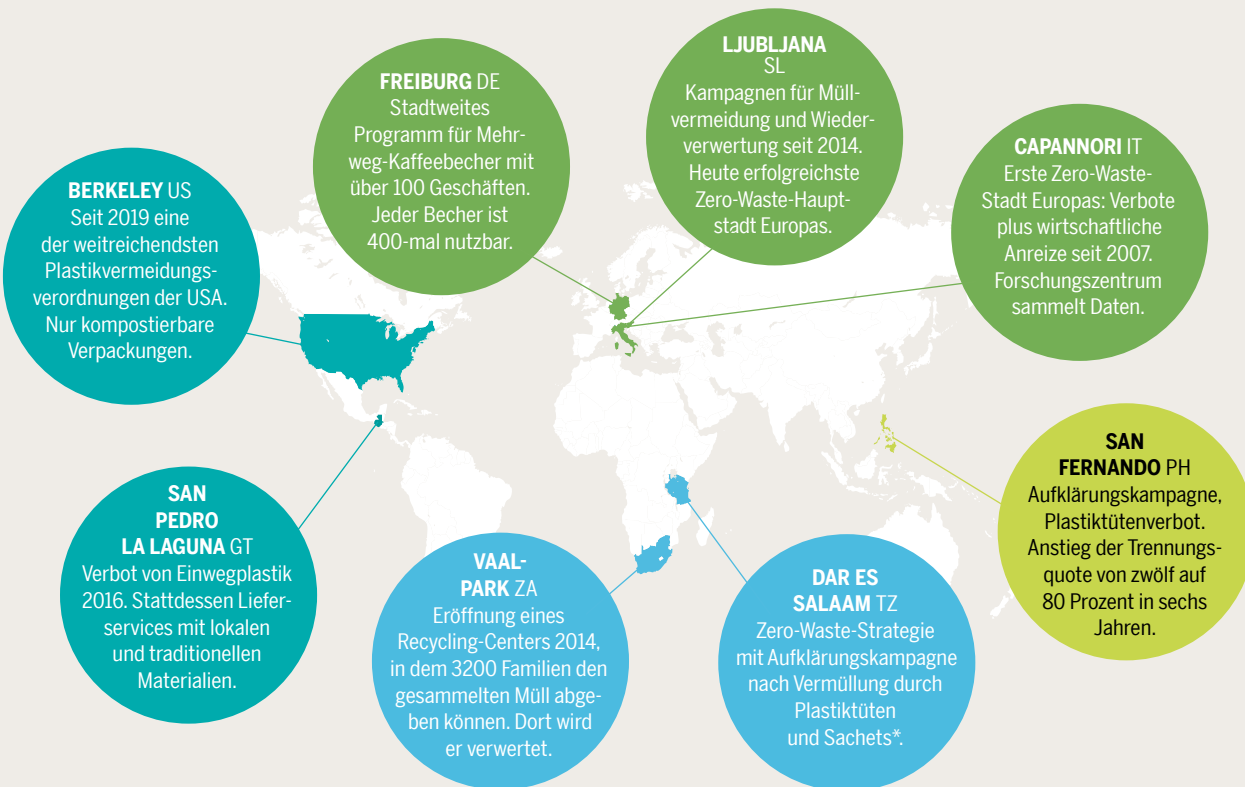 FREIBURG DE
Stadtweites
Programm für Mehr-
weg-Kaffeebecher mit
über 100 Geschäften.
Jeder Becher ist
400-mal nutzbar.
LJUBLJANA
SL
Kampagnen für Müll-
vermeidung und Wieder-
verwertung seit 2014.
Heute erfolgreichste
Zero-Waste-Haupt-
stadt Europas.
CAPANNORI IT
Erste Zero-Waste-
Stadt Europas: Verbote
plus wirtschaftliche
Anreize seit 2007.
Forschungszentrum
sammelt Daten.
BERKELEY US
Seit 2019 eine
der weitreichendsten
Plastikvermeidungs-
verordnungen der USA.
Nur kompostierbare
Verpackungen.
SAN
PEDRO
LA LAGUNA GT
Verbot von Einwegplastik
2016. Stattdessen Liefer-
services mit lokalen
und traditionellen
Materialien.
VAAL-
PARK ZA
Eröffnung eines
Recycling-Centers 2014,
in dem 3200 Familien den
gesammelten Müll abge-
ben können. Dort wird
er verwertet.
DAR ES
SALAAM TZ
Zero-Waste-Strategie
mit Aufklärungskampagne
nach Vermüllung durch
Plastiktüten
und Sachets*.
SAN
FERNANDO PH
Aufklärungskampagne,
Plastiktütenverbot.
Anstieg der Trennungs-
quote von zwölf auf
80 Prozent in sechs
Jahren.